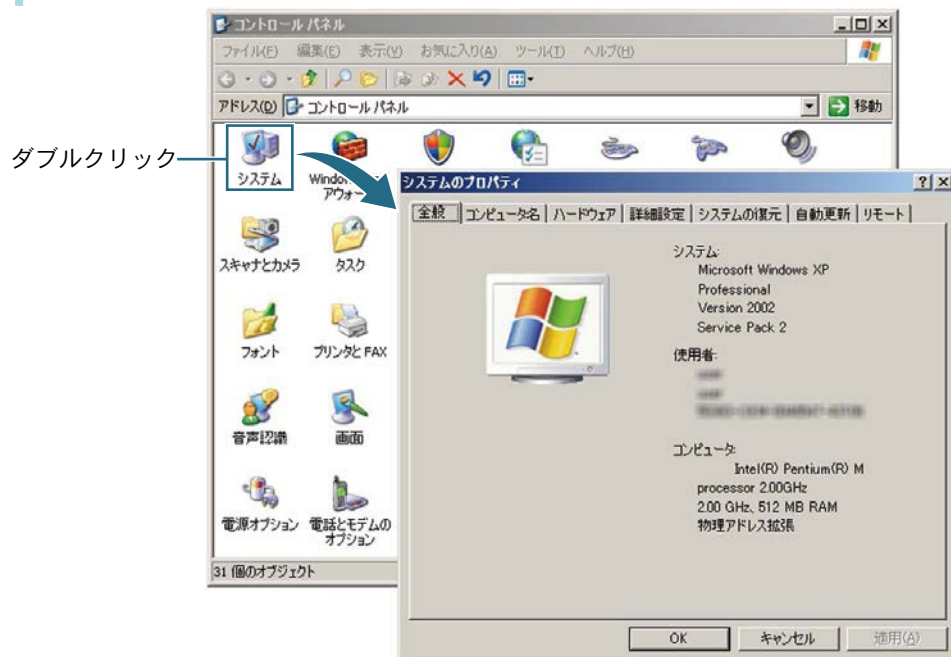 コントロール パネル
ファイル(F) 編集(E) 表示(V) お気に入り(A) ツール(T) ヘルプ(H)
アドレス(D) コントロール パネル 移動
ダブルクリック
システム
アウォー
スキャナとカメラ タスク
フォント プリンタと FAX
音声認識 画面
電源オプション 電話とモデムの
オプション
31 個のオブジェクト
システムのプロパティ
全般 コンピュータ名 ハードウェア 詳細設定 システムの復元 自動更新 リモート
システム:
Microsoft Windows XP
Professional
Version 2002
Service Pack 2
使用者:
コンピュータ:
Intel(R) Pentium(R) M
processor 2.00GHz
2.00 GHz、512 MB RAM
物理アドレス拡張
OK キャンセル 適用(A)